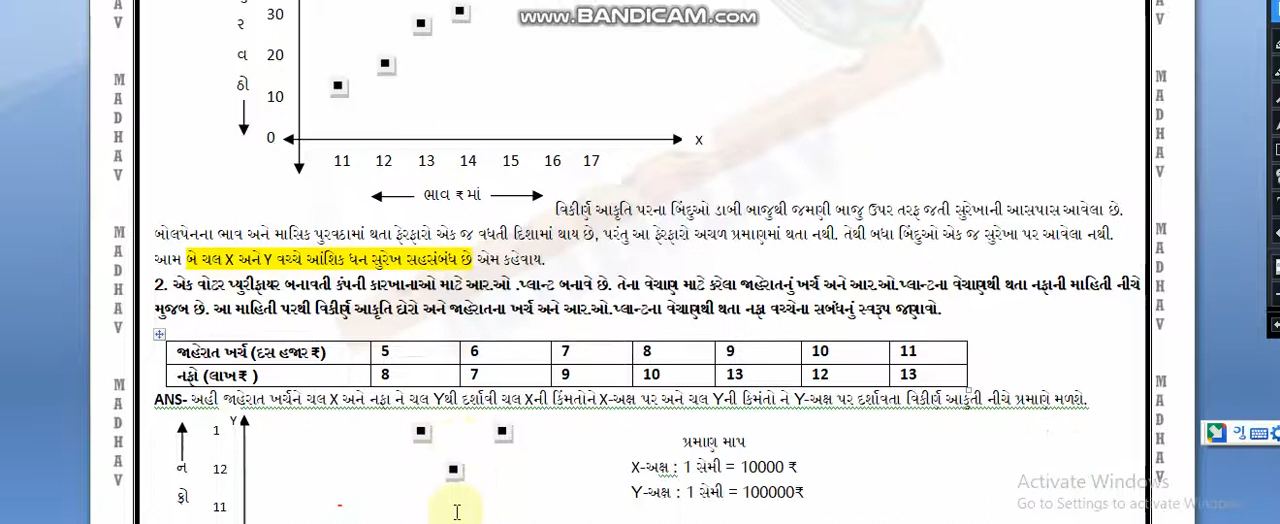 www.BANDICAM.com
30
ર
વ
20
ઠો
10
0
X
11 12 13 14 15 16 17
ભાવ ₹ માં
વિકીર્ણ આકૃતિ પરના બિંદુઓ ડાબી બાજુથી જમણી બાજુ ઉપર તરફ જતી સુરેખાની આસપાસ આવેલા છે.
બોલપેનના ભાવ અને માસિક પુરવઠામાં થતા ફેરફારો એક જ વધતી દિશામાં થાય છે, પરંતુ આ ફેરફારો અચળ પ્રમાણમાં થતા નથી. તેથી બધા બિંદુઓ એક જ સુરેખા પર આવેલા નથી.
આમ બે ચલ X અને Y વચ્ચે આંશિક ધન સુરેખ સહસંબંધ છે એમ કહેવાય.
2. એક વોટર પ્યુરીફાયર બનાવતી કંપની કારખાનાઓ માટે આર.ઓ .પ્લાન્ટ બનાવે છે. તેના વેચાણ માટે કરેલા જાહેરાતનું ખર્ચ અને આર.ઓ.પ્લાન્ટના વેચાણથી થતા નફાની માહિતી નીચે
મુજબ છે. આ માહિતી પરથી વિકીર્ણ આકૃતિ દોરો અને જાહેરાતના ખર્ચ અને આર.ઓ.પ્લાન્ટના વેચાણથી થતા નફા વચ્ચેના સબંધનું સ્વરૂપ જણાવો.
જાહેરાત ખર્ચ (દસ હજાર ₹) 5 6 7 8 9 10 11
નફો (લાખ ₹ ) 8 7 9 10 13 12 13
ANS- અહી જાહેરાત ખર્ચને ચલ X અને નફા ને ચલ Yથી દર્શાવી ચલ Xની કિંમતોને X-અક્ષ પર અને ચલ Yની કિમંતો ને Y-અક્ષ પર દર્શાવતા વિકીર્ણ આકુતી નીચે પ્રમાણે મળશે.
Y
1
પ્રમાણ માપ
ન 12
X-અક્ષ : 1 સેમી = 10000 ₹
ફો
Y-અક્ષ : 1 સેમી = 100000₹
11
Activate Windows
Go to Settings to activate Windows.
M
A
D
H
A
V
M
A
D
H
A
V